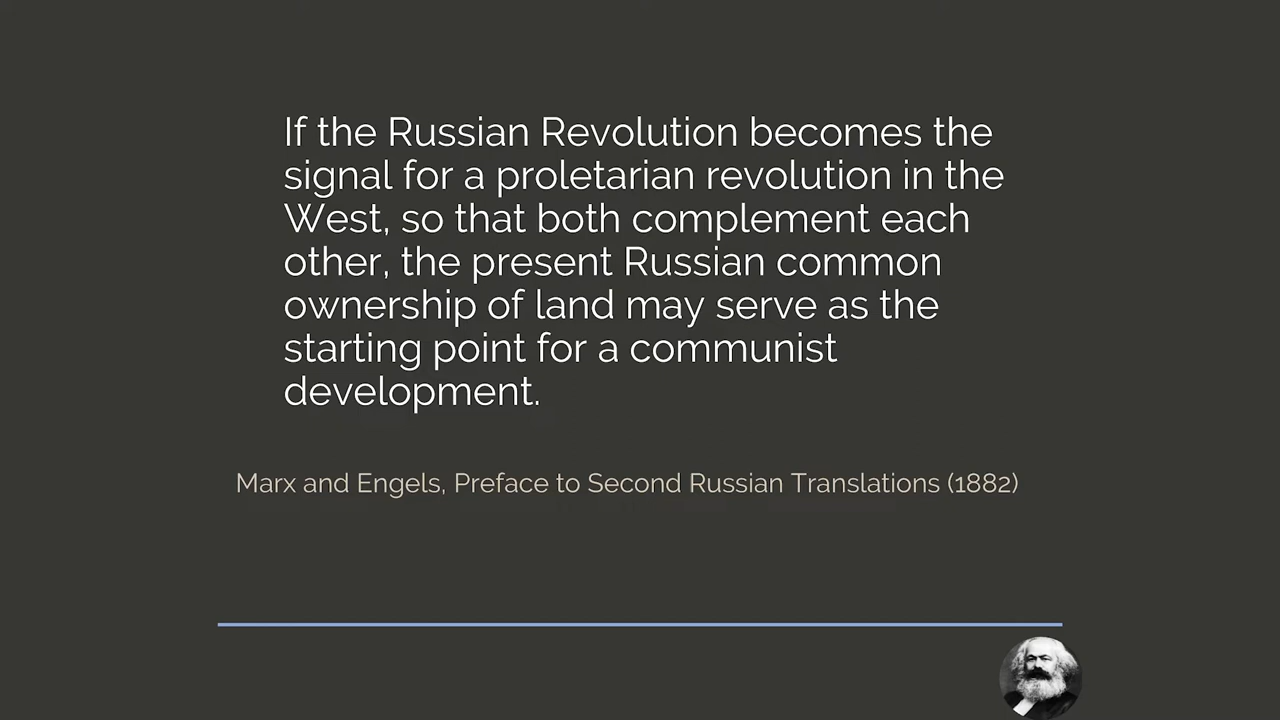 If the Russian Revolution becomes the
signal for a proletarian revolution in the
West, so that both complement each
other, the present Russian common
ownership of land may serve as the
starting point for a communist
development.
Marx and Engels, Preface to Second Russian Translations (1882)